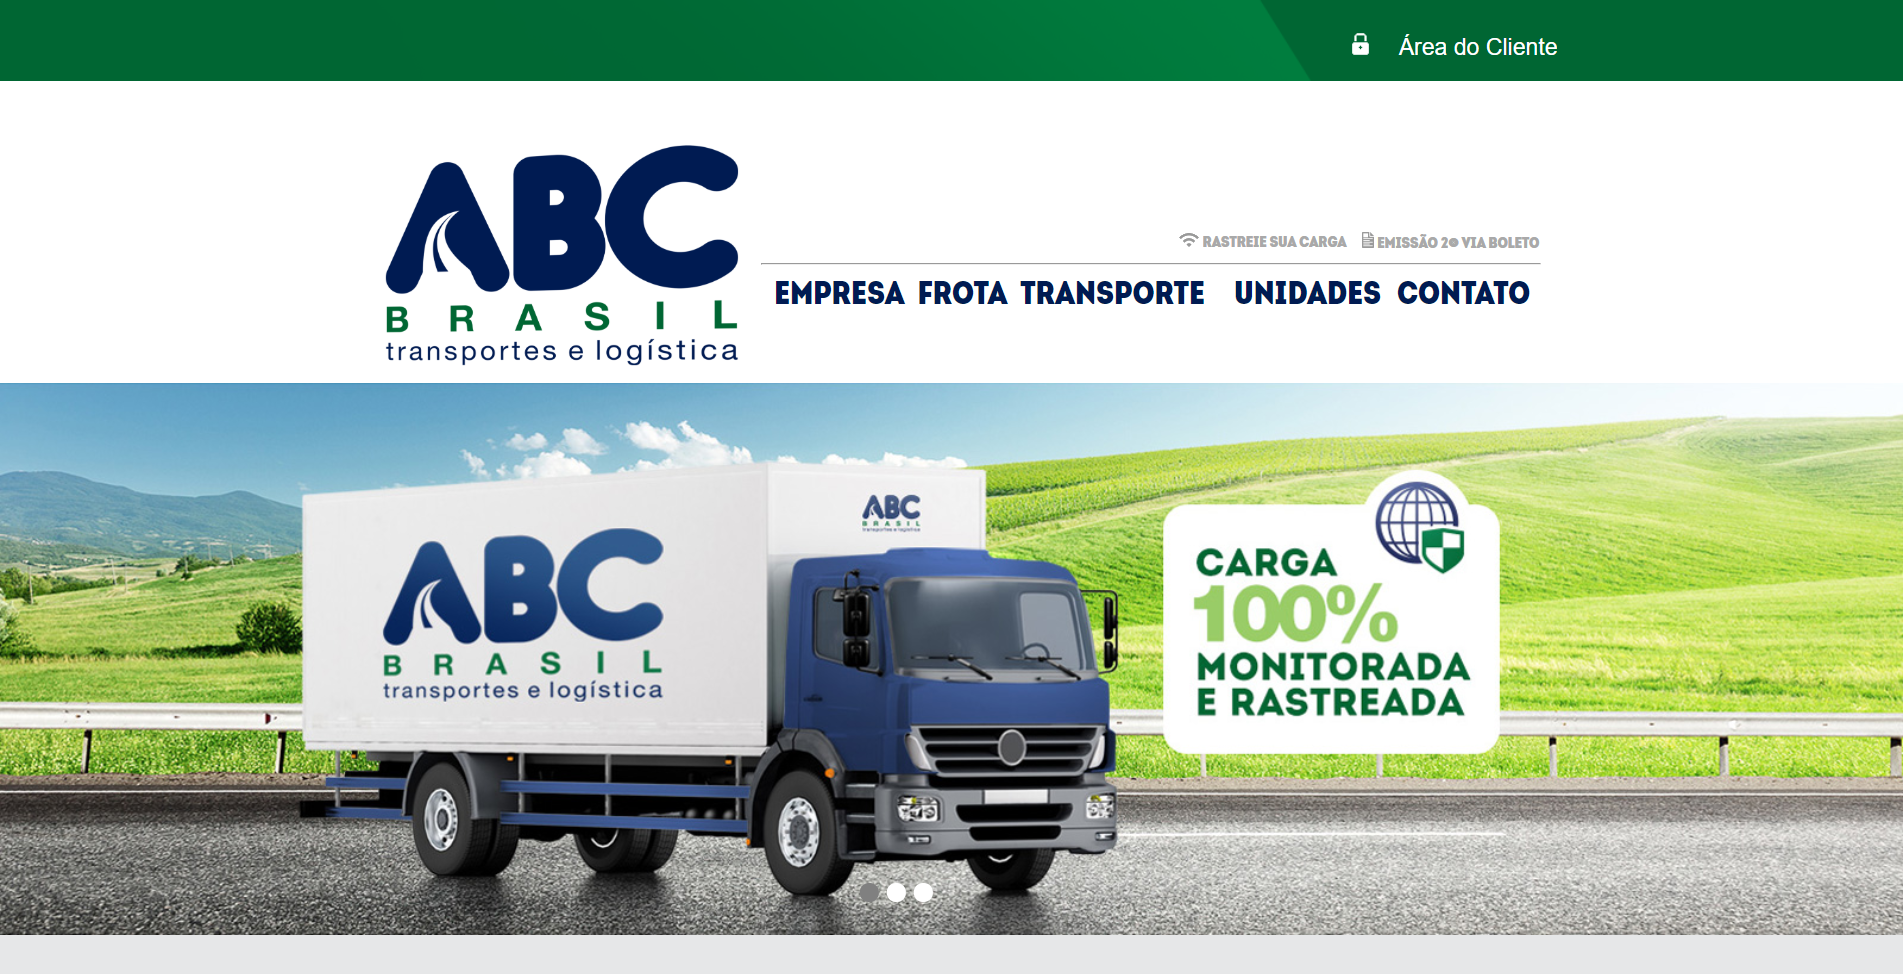 Área do Cliente
ABC
BRASIL
transportes e logística
RASTREIE SUA CARGA EMISSÃO 2ª VIA BOLETO
EMPRESA FROTA TRANSPORTE UNIDADES CONTATO
ABC
BRASIL
transportes e logística
ABC
BRASIL
transportes e logística
CARGA
100%
MONITORADA
E RASTREADA